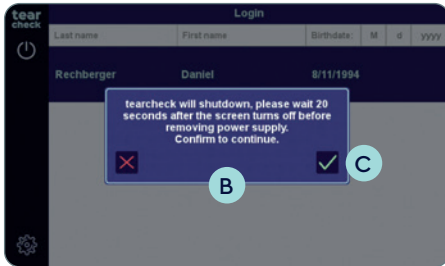 tear
check
Login
Last name First name Birthdate: M d yyyy
Rechberger Daniel 8/11/1994
tearcheck will shutdown, please wait 20
seconds after the screen turns off before
removing power supply.
Confirm to continue.
C
B